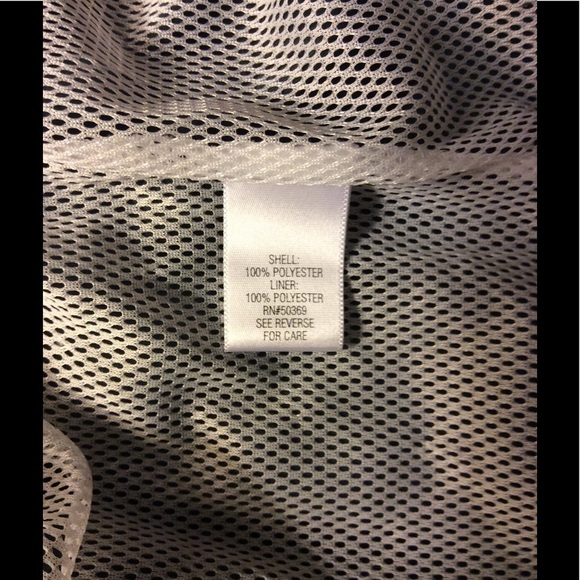 SHELL:
100% POLYESTER
LINER:
100% POLYESTER
RN#50369
SEE REVERSE
FOR CARE